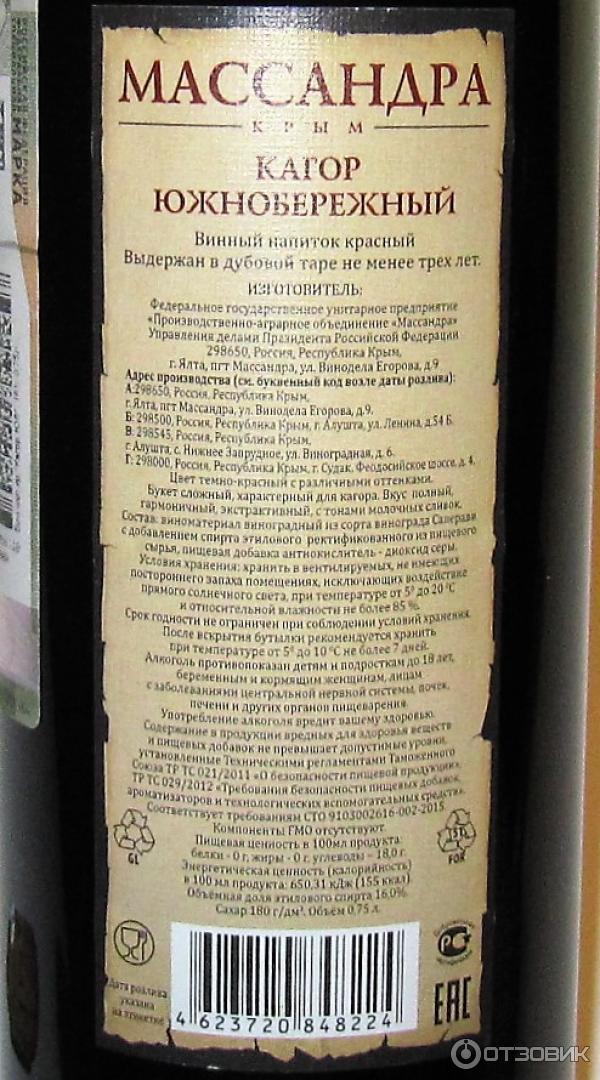 МАССАНДРА
КРЫМ
КАГОР
ЮЖНОБЕРЕЖНЫЙ
Винный напиток красный
Выдержан в дубовой таре не менее трех лет.
ИЗГОТОВИТЕЛЬ:
Федеральное государственное унитарное предприятие
«Производственно-аграрное объединение «Массандра»
Управления делами Президента Российской Федерации
298650, Россия, Республика Крым,
г. Ялта, пгт Массандра, ул. Винодела Егорова, д.9
Адрес производства (см. буквенный код возле даты розлива):
А:298650, Россия, Республика Крым,
г.Ялта, пгт Массандра, ул. Винодела Егорова, д.9.
Б: 298500, Россия, Республика Крым, г. Алушта, ул. Ленина, д.54 Б.
В: 298545, Россия, Республика Крым,
г.Алушта, с. Нижнее Запрудное, ул. Виноградная, д. 6.
Г: 298000, Россия, Республика Крым, г. Судак, Феодосийское шоссе, д. 4.
Цвет темно-красный с различными оттенками.
Букет сложный, характерный для кагора. Вкус полный,
гармоничный, экстрактивный, с тонами молочных сливок.
Состав: виноматериал виноградный из сорта винограда Саперави
с добавлением спирта этилового ректификованного из пищевого
сырья, пищевая добавка антиокислитель - диоксид серы.
Условия хранения: хранить в вентилируемых, не имеющих
постороннего запаха помещениях, исключающих воздействие
прямого солнечного света, при температуре от 5° до 20 °С
и относительной влажности не более 85 %.
Срок годности не ограничен при соблюдении условий хранения.
После вскрытия бутылки рекомендуется хранить
при температуре от 5° до 10 °С не более 7 дней.
Алкоголь противопоказан детям и подросткам до 18 лет,
беременным и кормящим женщинам, лицам
с заболеваниями центральной нервной системы, почек,
печени и других органов пищеварения.
Употребление алкоголя вредит вашему здоровью.
Содержание в продукции вредных для здоровья веществ
и пищевых добавок не превышает допустимые уровни,
установленные Техническими регламентами Таможенного
Союза ТР ТС 021/2011 «О безопасности пищевой продукции»,
ТР ТС 029/2012 «Требования безопасности пищевых добавок,
ароматизаторов и технологических вспомогательных средств».
Соответствует требованиям СТО 9103002616-002-2015.
Компоненты ГМО отсутствуют.
Пищевая ценность в 100мл продукта:
белки - 0 г, жиры - 0 г. углеводы – 18,0 г.
Энергетическая ценность (калорийность)
в 100 мл продукта: 650,31 кДж (155 ккал).
Объёмная доля этилового спирта 16,0%.
Сахар 180 г/дм³. Объём 0,75 л.
GL
FOR
Дата розлива
указана
на этикетке
РС
ЕАС
4 623720 848224
МАРКА
ОТЗОВИК